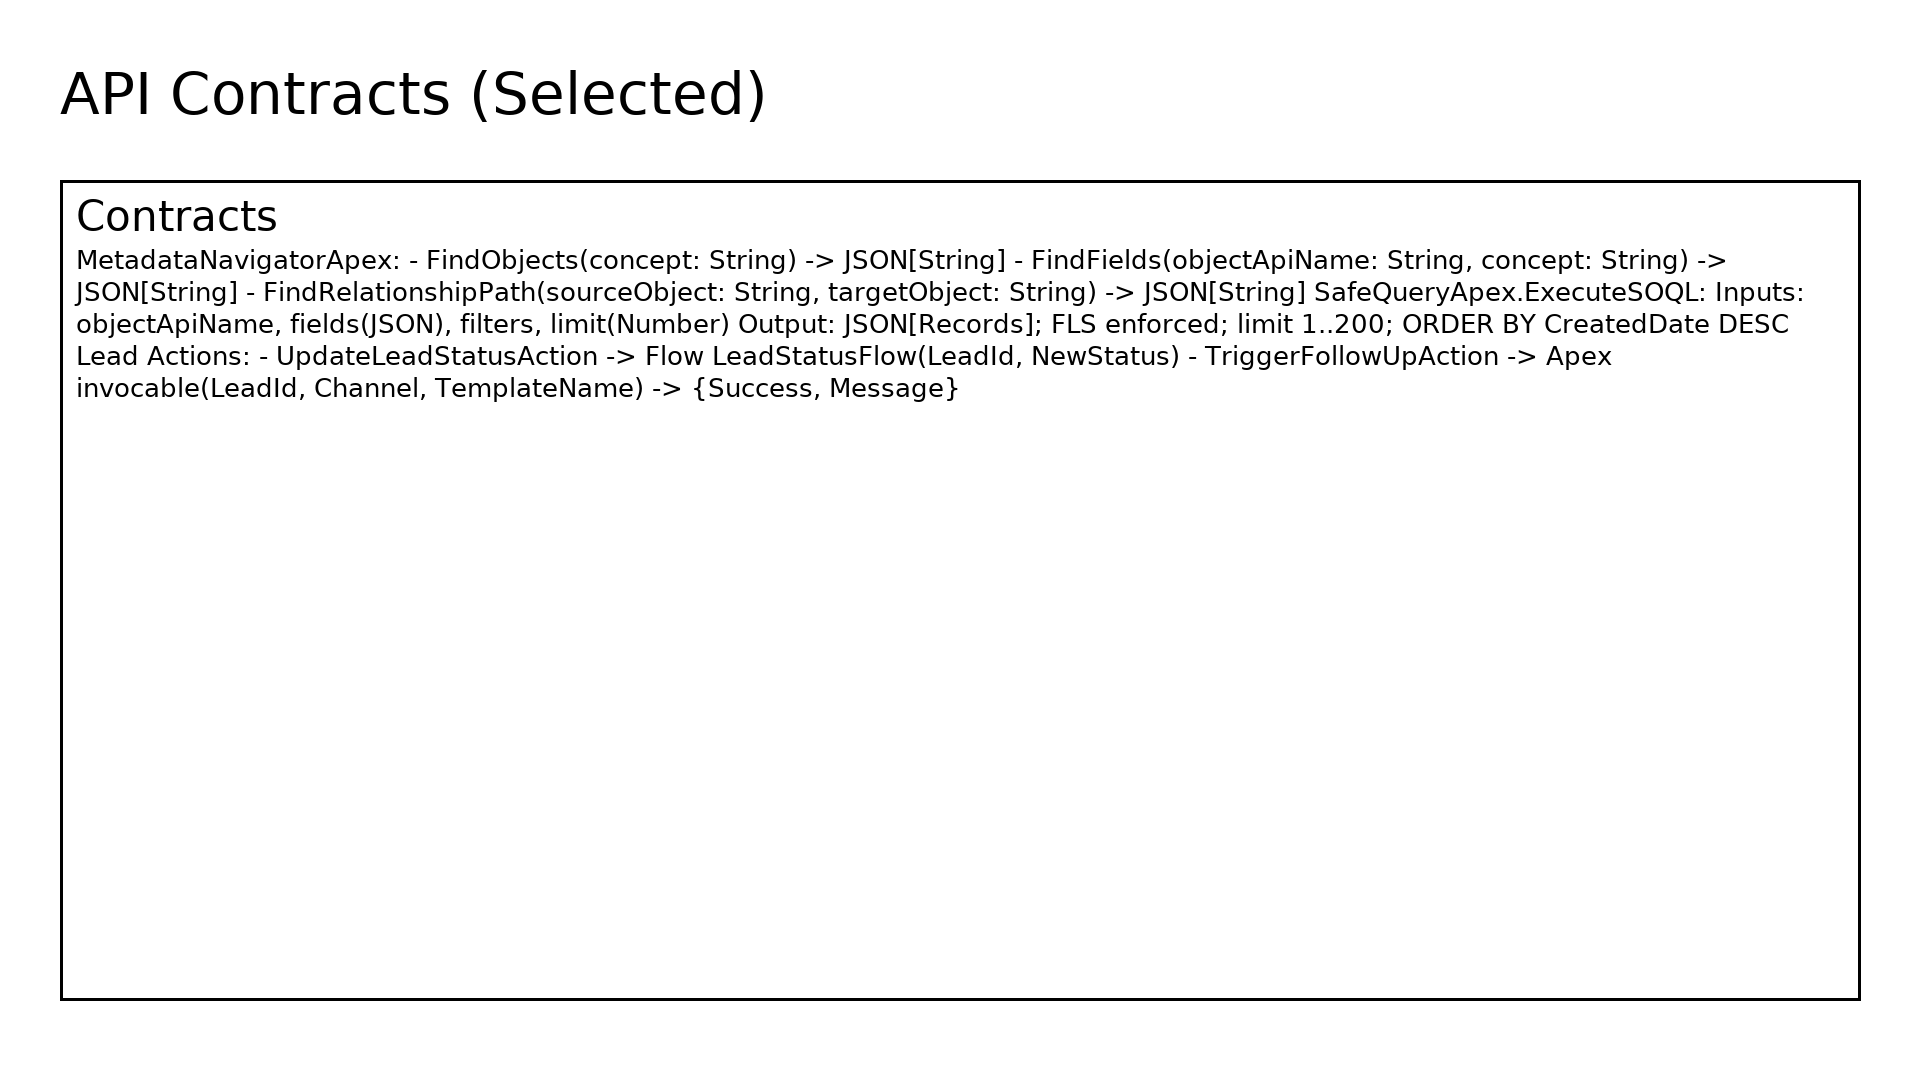 API Contracts (Selected)
Contracts
MetadataNavigatorApex: - FindObjects(concept: String) -> JSON[String] - FindFields(objectApiName: String, concept: String) ->
JSON[String] - FindRelationshipPath(sourceObject: String, targetObject: String) -> JSON[String] SafeQueryApex.ExecuteSOQL: Inputs:
objectApiName, fields(JSON), filters, limit(Number) Output: JSON[Records]; FLS enforced; limit 1..200; ORDER BY CreatedDate DESC
Lead Actions: - UpdateLeadStatusAction -> Flow LeadStatusFlow(LeadId, NewStatus) - TriggerFollowUpAction -> Apex
invocable(LeadId, Channel, TemplateName) -> {Success, Message}